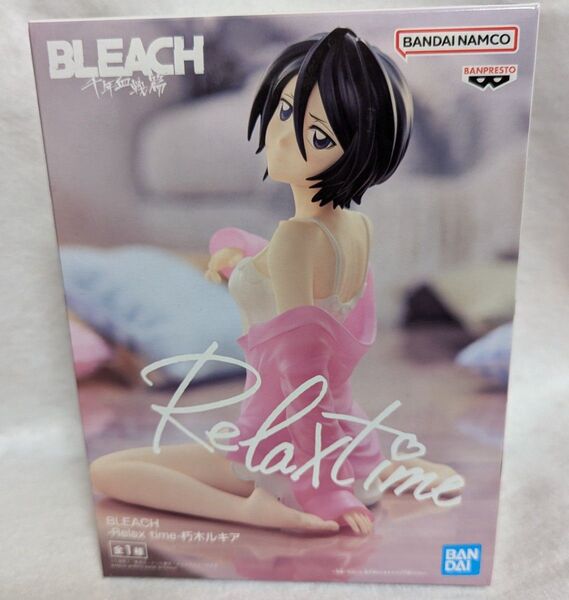 BLEACH
千年血戦篇
BANDAI NAMCO
BANPRESTO
Relax time
BLEACH
-Relax time-朽木ルキア
全1種
BAN
DAI